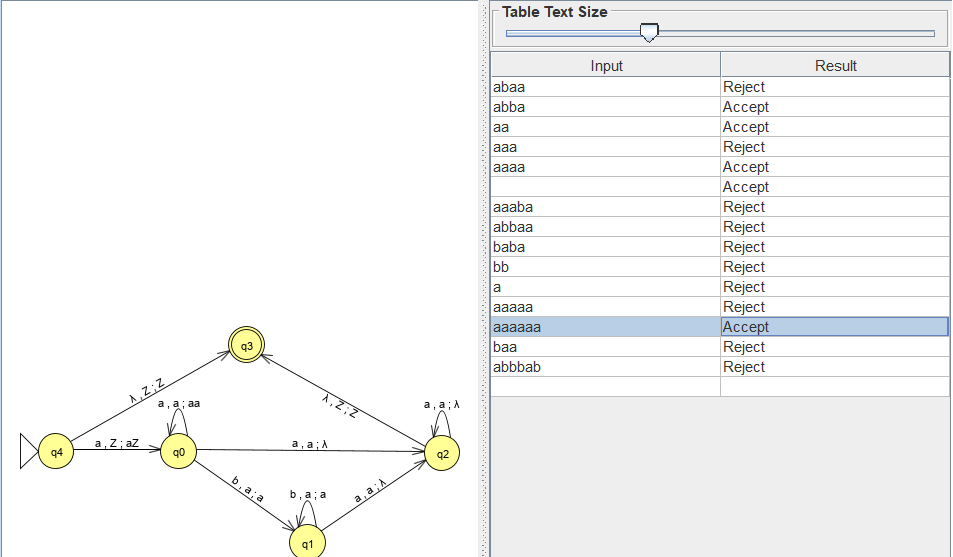 Table Text Size
Input Result
abaa Reject
abba Accept
aa Accept
aaa Reject
aaaa Accept
Accept
aaaba Reject
abbaa Reject
baba Reject
bb Reject
a Reject
aaaaa Reject
aaaaaa Accept
baa Reject
abbbab Reject
q3
λ , Z ; Z
λ , Z ; Z
a , a ; aa
a , a ; λ
q4
a , Z ; aZ
q0
a , a ; λ
q2
b , a ; a
b , a ; a
a , a ; λ
q1